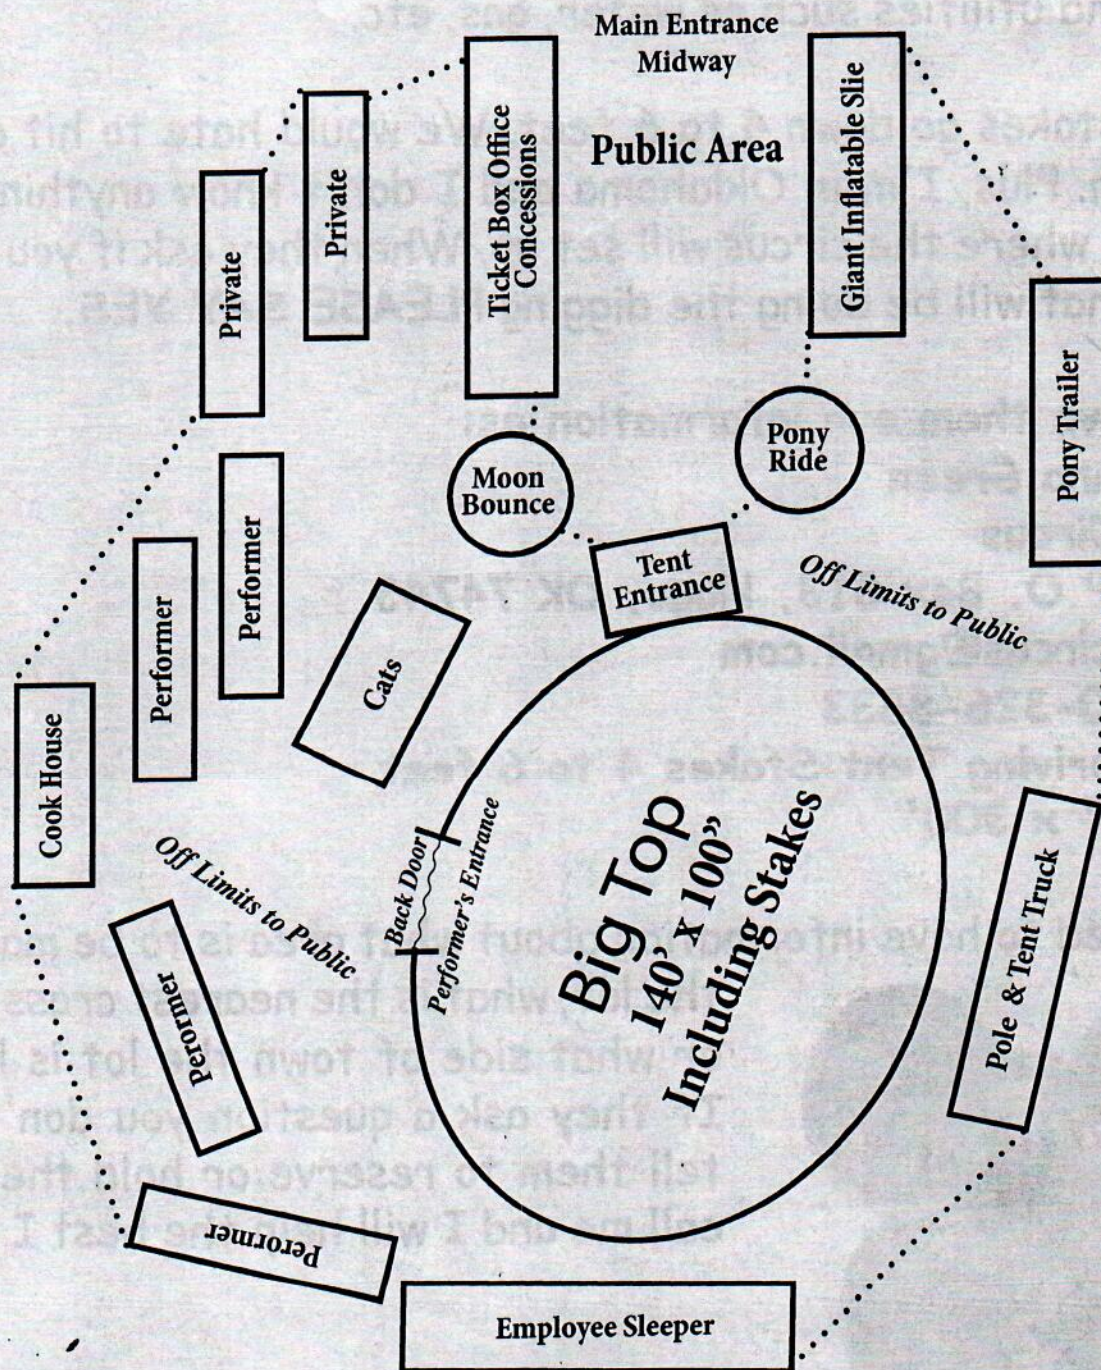 Main Entrance
Midway
Public Area
Ticket Box Office
Concessions
Giant Inflatable Slie
Private
Private
Pony Trailer
Moon
Bounce
Pony
Ride
Tent
Entrance
Off Limits to Public
Performer
Performer
Cats
Cook House
Off Limits to Public
Back Door
Performer's Entrance
Big Top
140' x 100"
Including Stakes
Pole & Tent Truck
Perormer
Perormer
Employee Sleeper